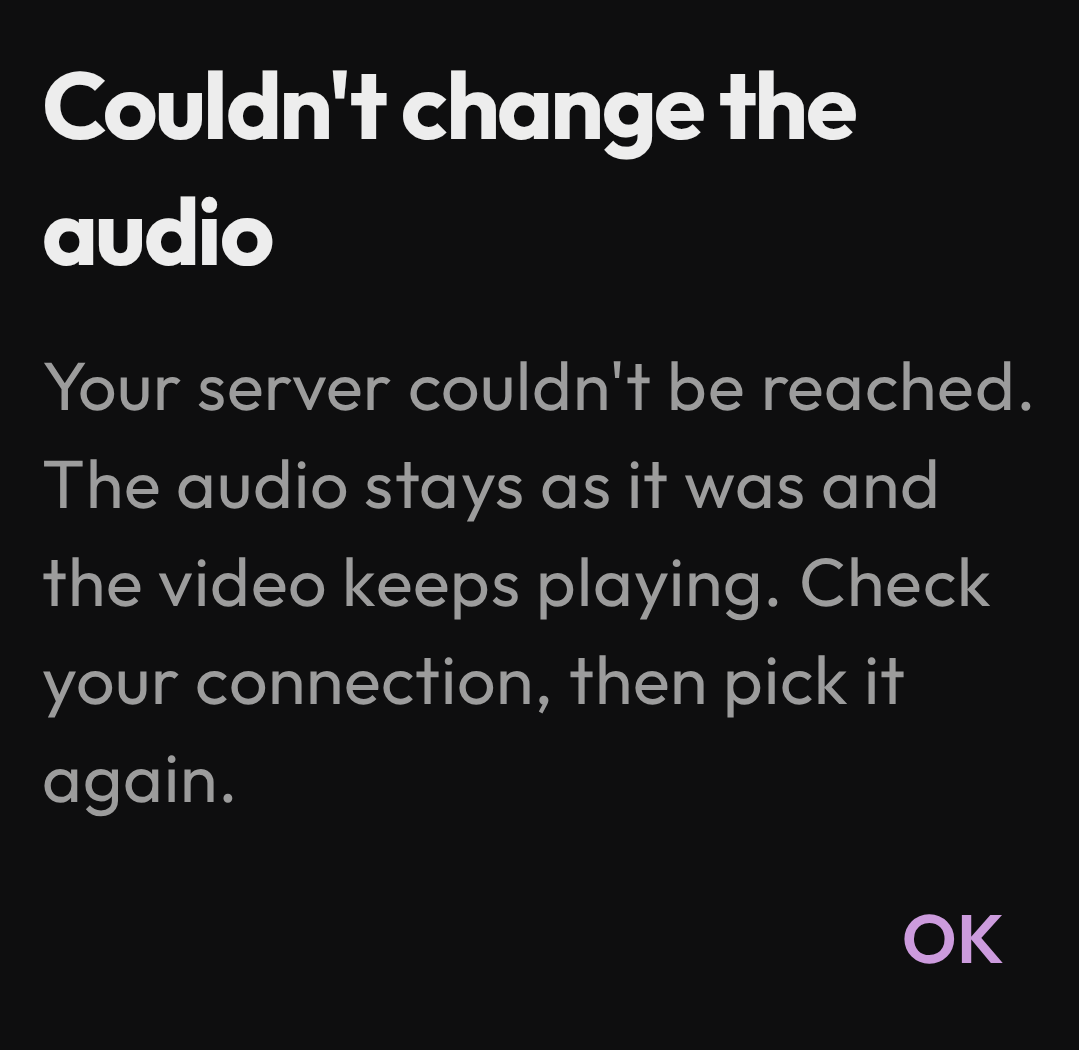 Couldn't change the
audio
Your server couldn't be reached.
The audio stays as it was and
the video keeps playing. Check
your connection, then pick it
again.
OK